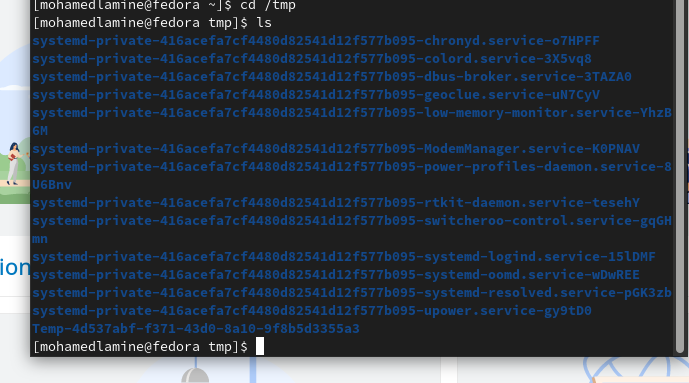 [mohamedlamine@fedora ~]$ cd /tmp
[mohamedlamine@fedora tmp]$ ls
systemd-private-416acefa7cf4480d82541d12f577b095-chronyd.service-o7HPFF
systemd-private-416acefa7cf4480d82541d12f577b095-colord.service-3X5vq8
systemd-private-416acefa7cf4480d82541d12f577b095-dbus-broker.service-3TAZA0
systemd-private-416acefa7cf4480d82541d12f577b095-geoclue.service-uN7CyV
systemd-private-416acefa7cf4480d82541d12f577b095-low-memory-monitor.service-YhzB
6M
systemd-private-416acefa7cf4480d82541d12f577b095-ModemManager.service-K0PNAV
systemd-private-416acefa7cf4480d82541d12f577b095-power-profiles-daemon.service-8
U6Bnv
systemd-private-416acefa7cf4480d82541d12f577b095-rtkit-daemon.service-tesehY
systemd-private-416acefa7cf4480d82541d12f577b095-switcheroo-control.service-gqGH
mn
systemd-private-416acefa7cf4480d82541d12f577b095-systemd-logind.service-15lDMF
systemd-private-416acefa7cf4480d82541d12f577b095-systemd-oomd.service-wDwREE
systemd-private-416acefa7cf4480d82541d12f577b095-systemd-resolved.service-pGK3zb
systemd-private-416acefa7cf4480d82541d12f577b095-upower.service-gy9tD0
Temp-4d537abf-f371-43d0-8a10-9f8b5d3355a3
[mohamedlamine@fedora tmp]$
ion